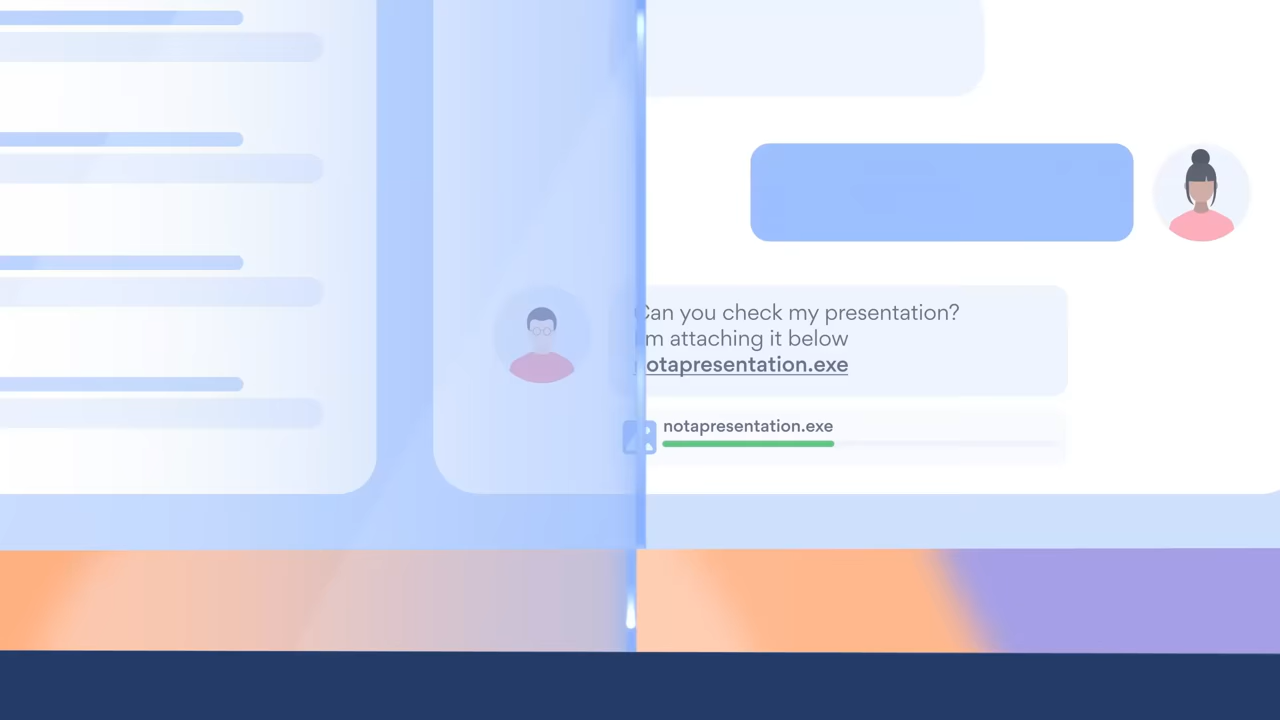 Can you check my presentation?
I'm attaching it below
notapresentation.exe
notapresentation.exe